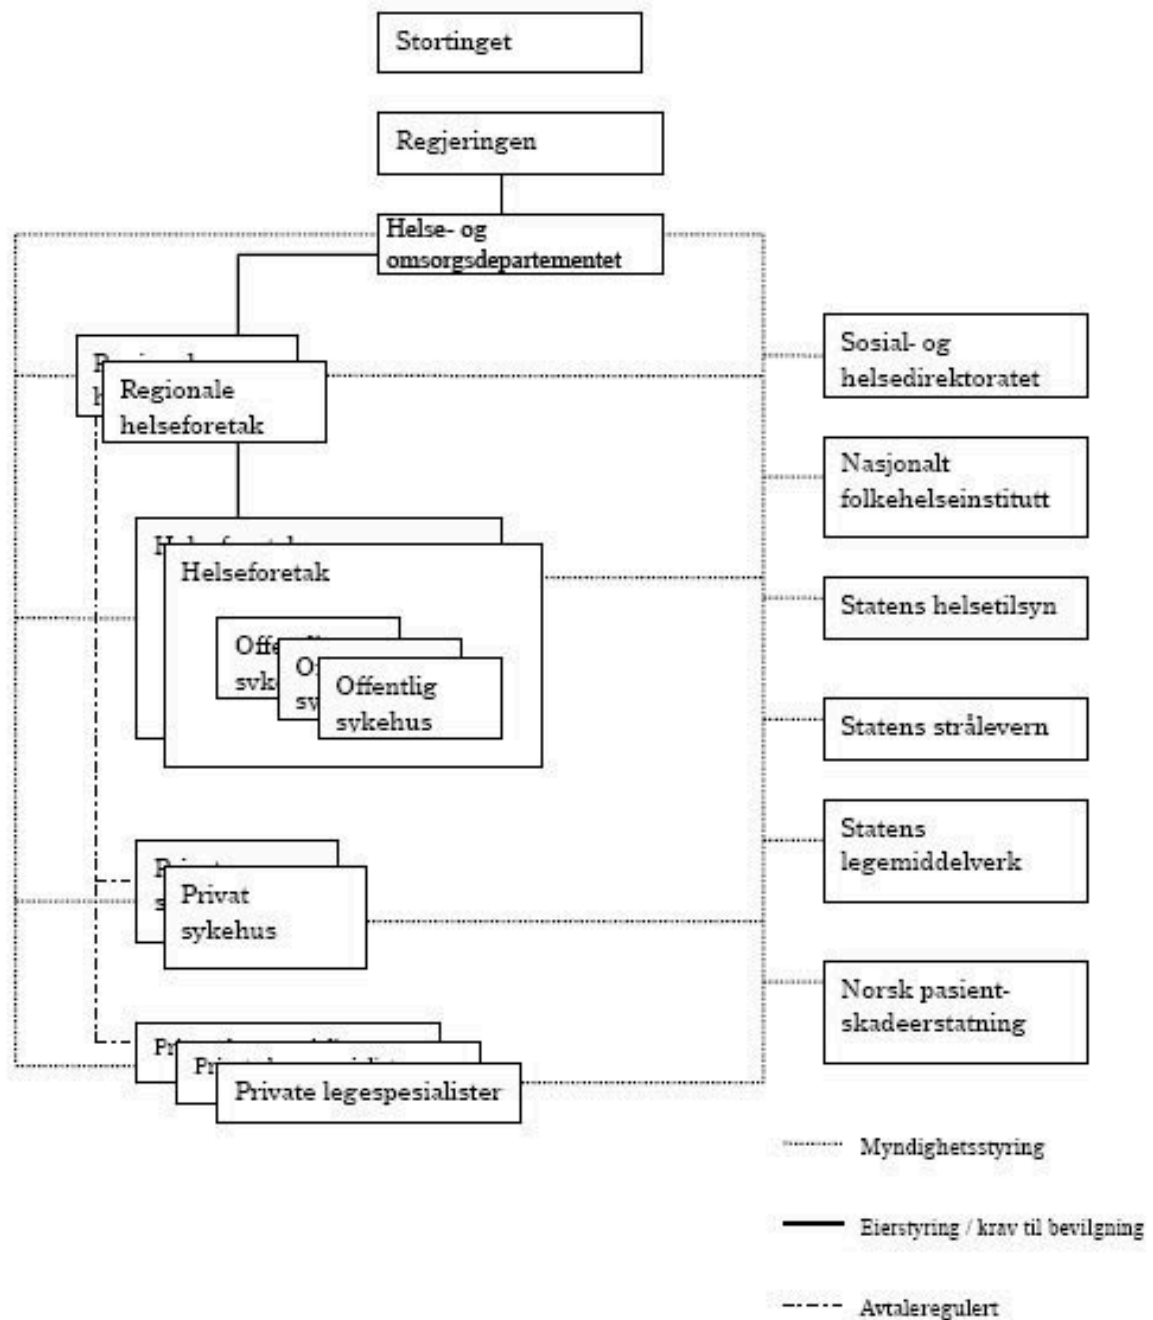 Stortinget
Regjeringen
Helse- og
omsorgsdepartementet
Regionale
helseforetak
Helseforetak
Offentlig
sykehus
Privat
sykehus
Private legespesialister
Sosial- og
helsedirektoratet
Nasjonalt
folkehelseinstitutt
Statens helsetilsyn
Statens strålevern
Statens
legemiddelverk
Norsk pasient-
skadeerstatning
Myndighetsstyring
Eierstyring / krav til bevilgning
Avtaleregulert